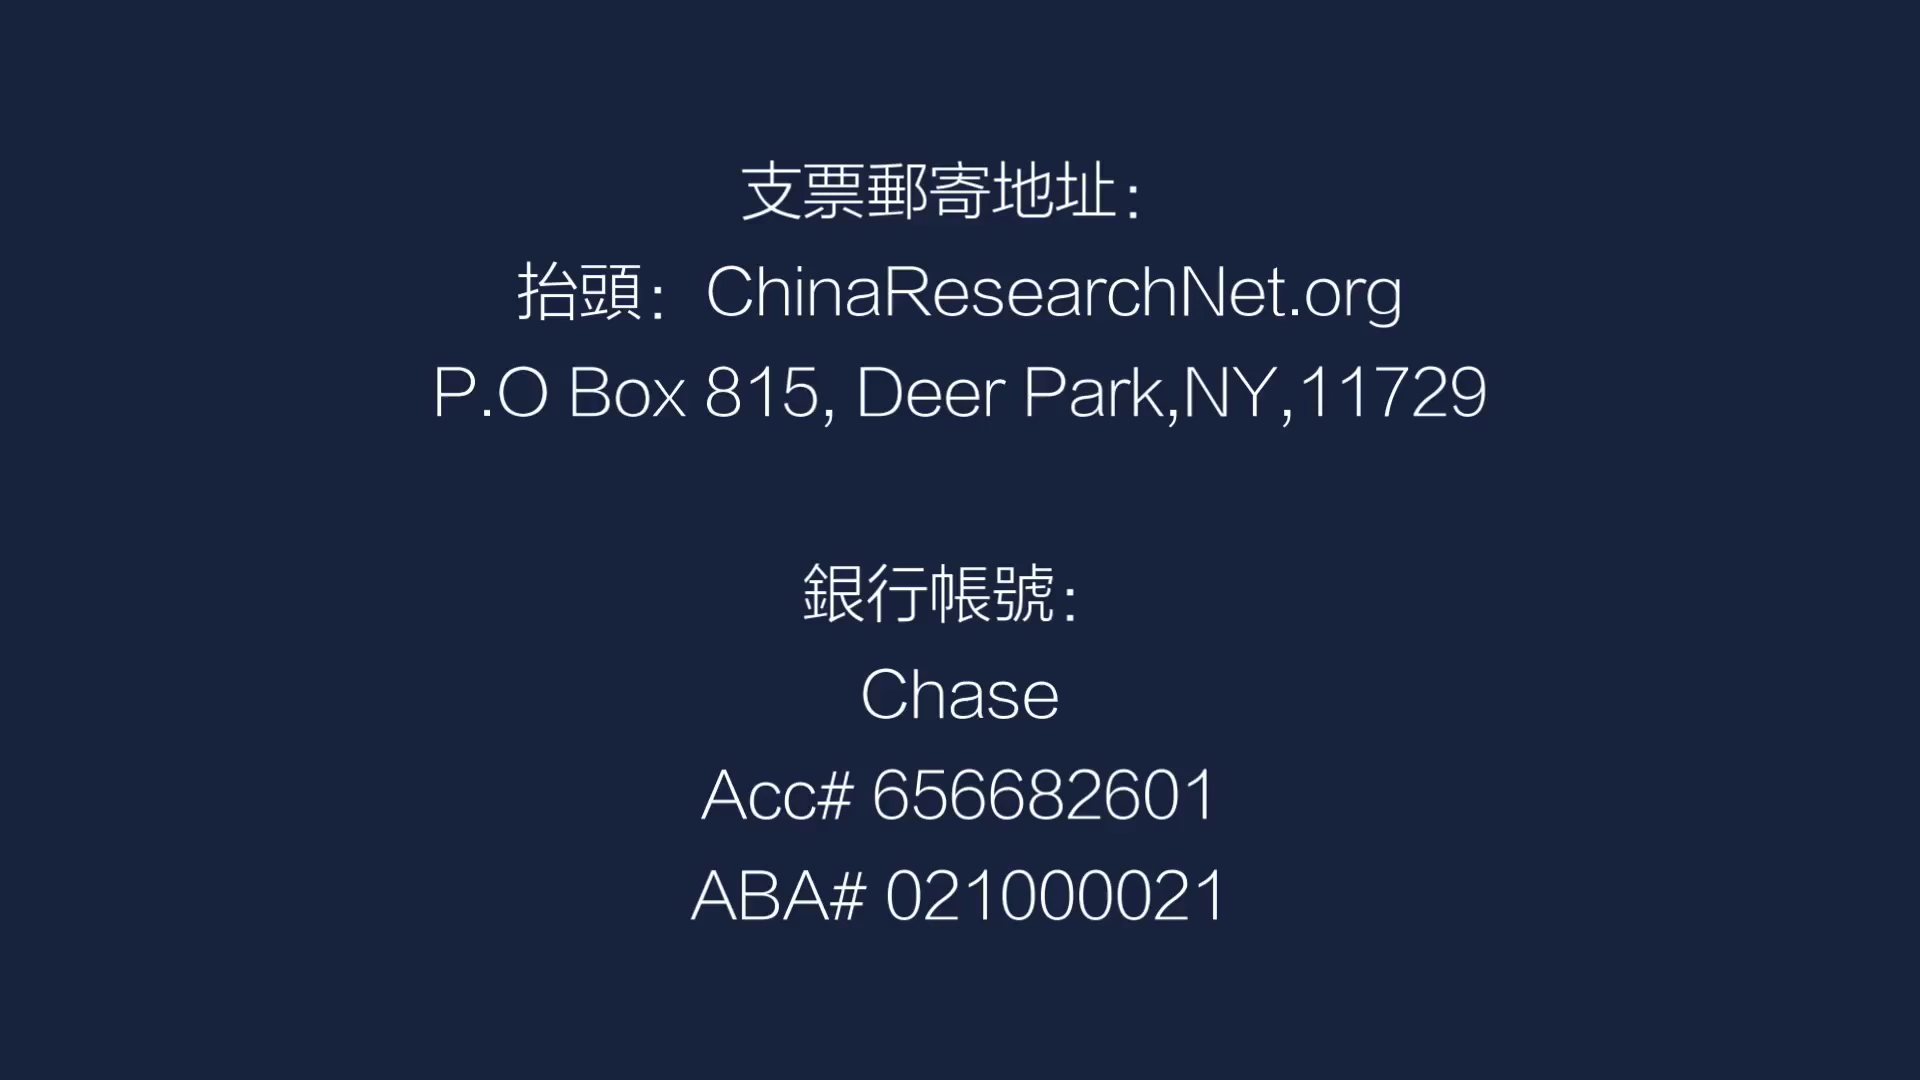 支票郵寄地址：
抬頭：ChinaResearchNet.org
P.O Box 815, Deer Park,NY,11729
銀行帳號：
Chase
Acc# 656682601
ABA# 021000021